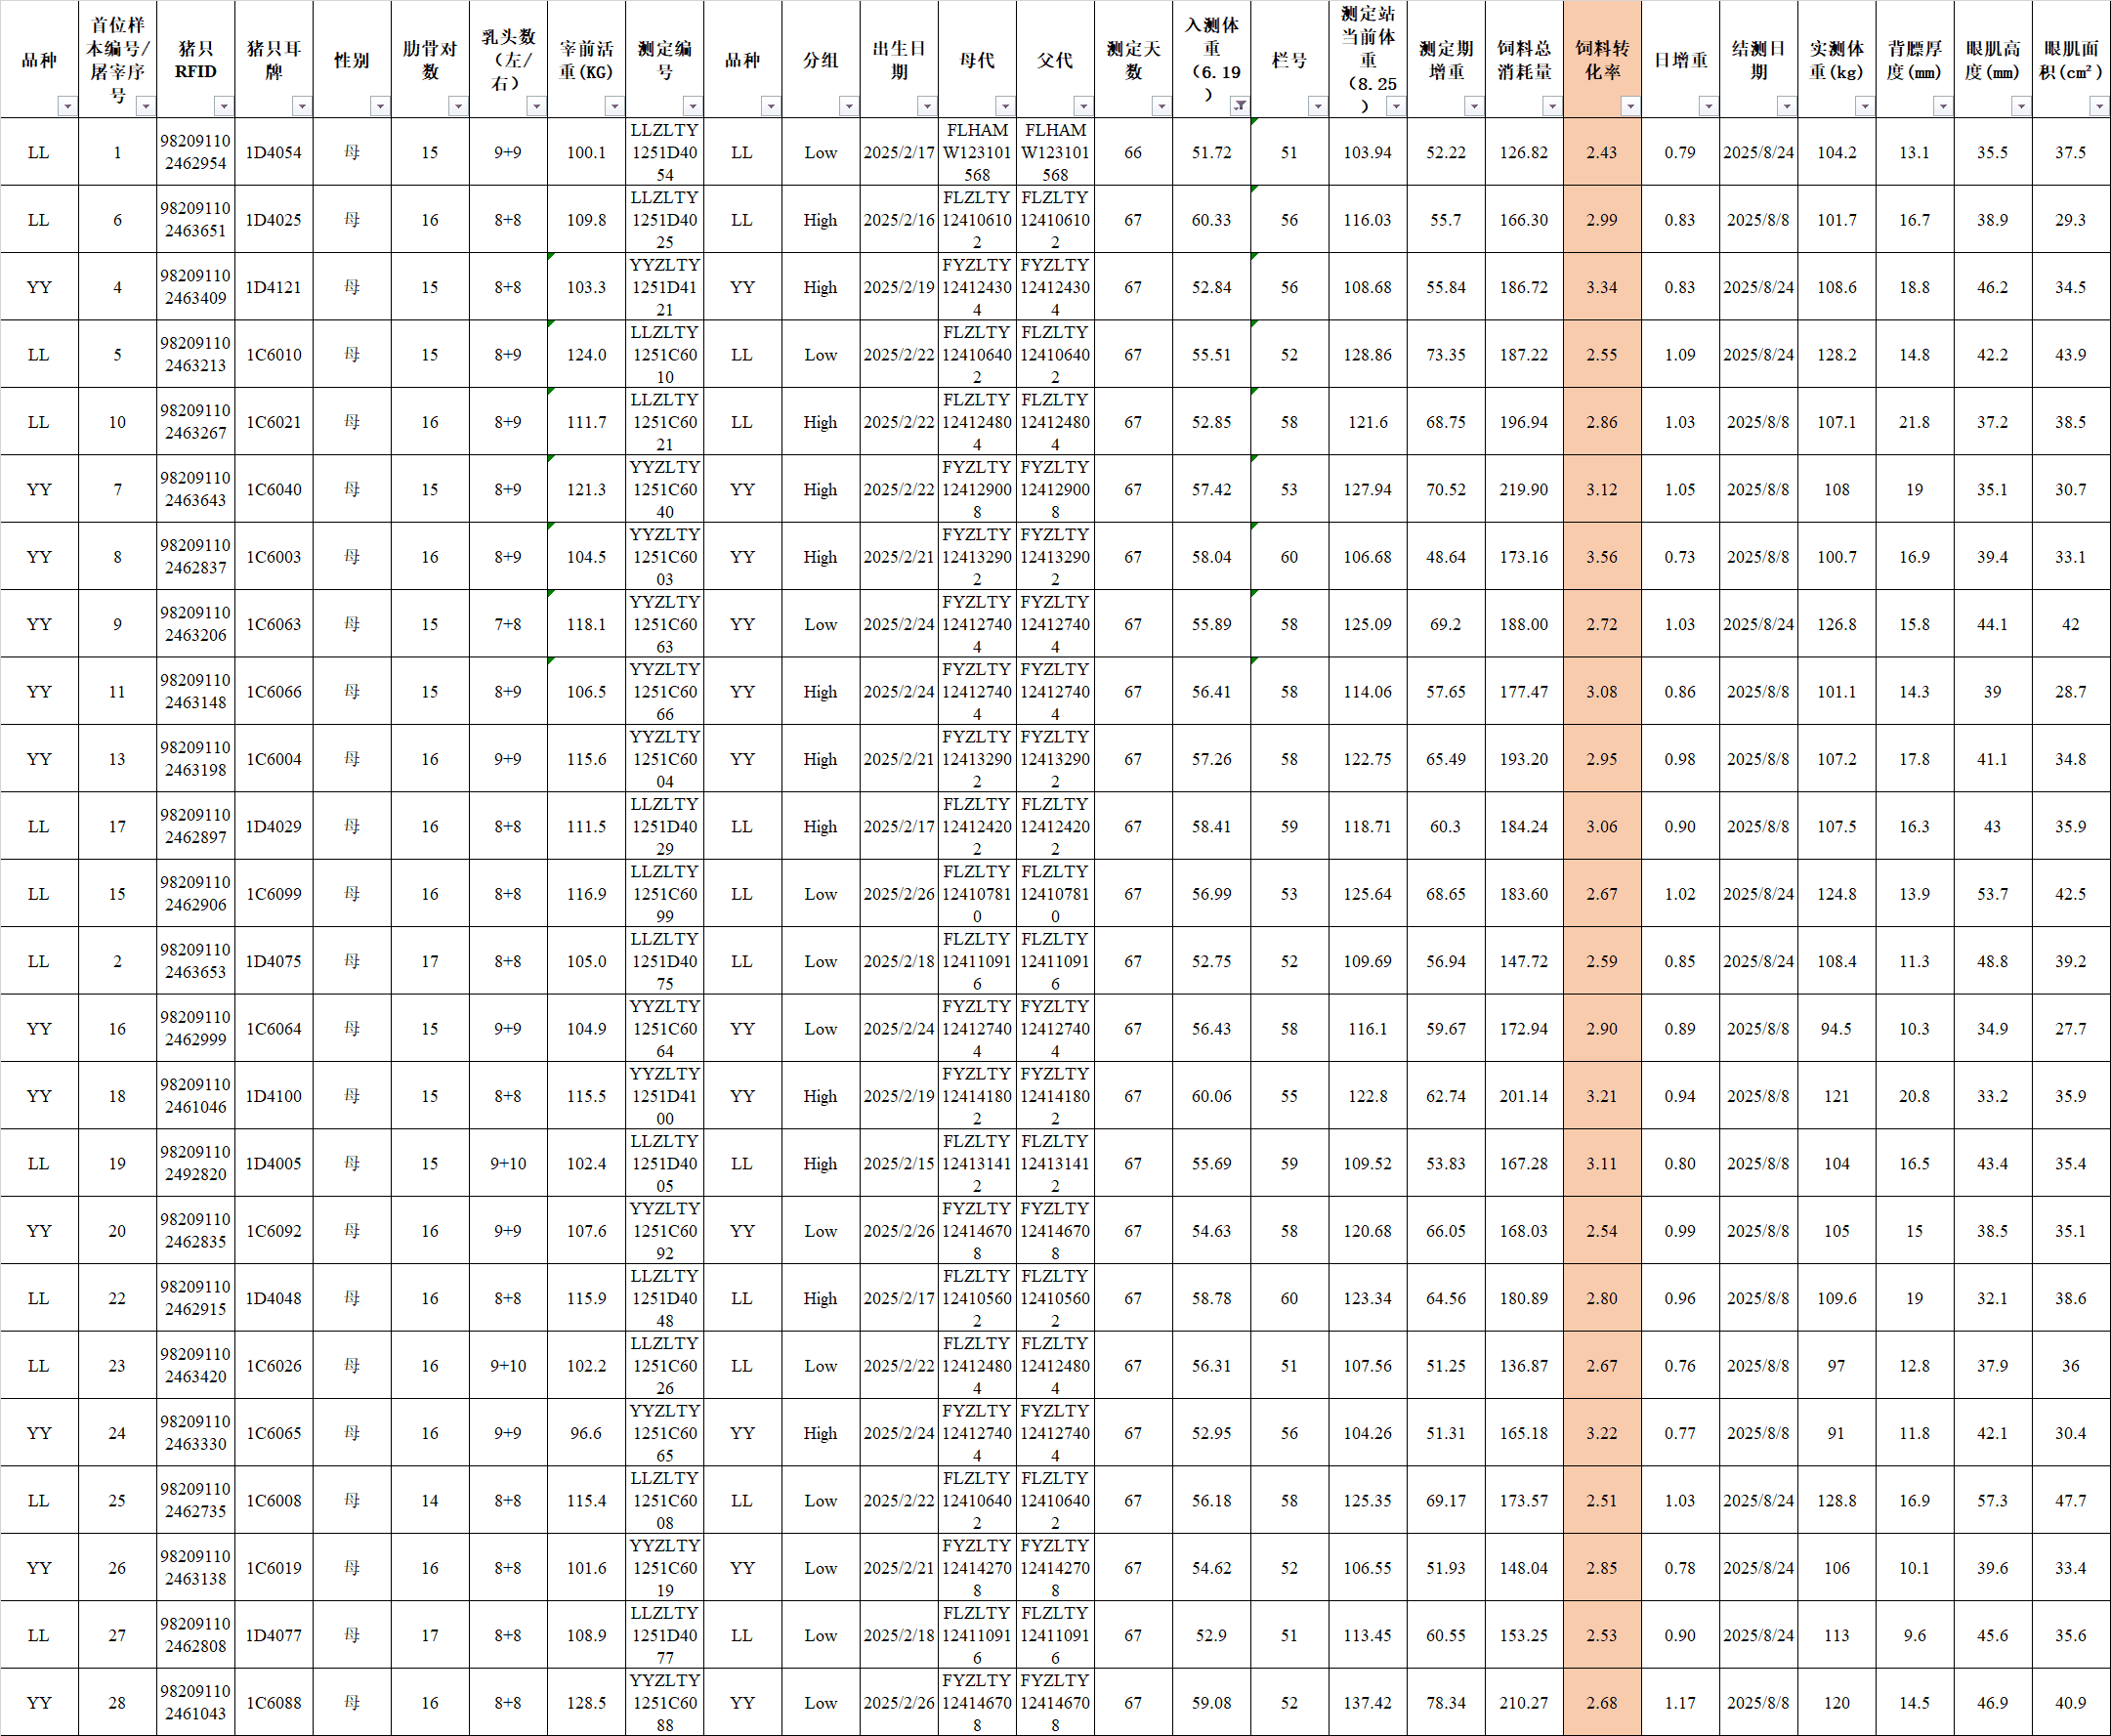 品种 首位样本编号/屠宰序号 猪只RFID 猪只耳牌 性别 肋骨对数 乳头数（左/右） 宰前活重(KG) 测定编号 品种 分组 出生日期 母代 父代 测定天数 入测体重（6.19） 栏号 测定站当前体重（8.25） 测定期增重 饲料总消耗量 饲料转化率 日增重 结测日期 实测体重(kg) 背膘厚度(mm) 眼肌高度(mm) 眼肌面积(cm²)
LL 1 982091102462954 1D4054 母 15 9+9 100.1 LLZLTY1251D4054 LL Low 2025/2/17 FLHAMW123101568 FLHAMW123101568 66 51.72 51 103.94 52.22 126.82 2.43 0.79 2025/8/24 104.2 13.1 35.5 37.5
LL 6 982091102463651 1D4025 母 16 8+8 109.8 LLZLTY1251D4025 LL High 2025/2/16 FLZLTY124106102 FLZLTY124106102 67 60.33 56 116.03 55.7 166.30 2.99 0.83 2025/8/8 101.7 16.7 38.9 29.3
YY 4 982091102463409 1D4121 母 15 8+8 103.3 YYZLTY1251D4121 YY High 2025/2/19 FYZLTY124124304 FYZLTY124124304 67 52.84 56 108.68 55.84 186.72 3.34 0.83 2025/8/24 108.6 18.8 46.2 34.5
LL 5 982091102463213 1C6010 母 15 8+9 124.0 LLZLTY1251C6010 LL Low 2025/2/22 FLZLTY124106402 FLZLTY124106402 67 55.51 52 128.86 73.35 187.22 2.55 1.09 2025/8/24 128.2 14.8 42.2 43.9
LL 10 982091102463267 1C6021 母 16 8+9 111.7 LLZLTY1251C6021 LL High 2025/2/22 FLZLTY124124804 FLZLTY124124804 67 52.85 58 121.6 68.75 196.94 2.86 1.03 2025/8/8 107.1 21.8 37.2 38.5
YY 7 982091102463643 1C6040 母 15 8+9 121.3 YYZLTY1251C6040 YY High 2025/2/22 FYZLTY124129008 FYZLTY124129008 67 57.42 53 127.94 70.52 219.90 3.12 1.05 2025/8/8 108 19 35.1 30.7
YY 8 982091102462837 1C6003 母 16 8+9 104.5 YYZLTY1251C6003 YY High 2025/2/21 FYZLTY124132902 FYZLTY124132902 67 58.04 60 106.68 48.64 173.16 3.56 0.73 2025/8/8 100.7 16.9 39.4 33.1
YY 9 982091102463206 1C6063 母 15 7+8 118.1 YYZLTY1251C6063 YY Low 2025/2/24 FYZLTY124127404 FYZLTY124127404 67 55.89 58 125.09 69.2 188.00 2.72 1.03 2025/8/24 126.8 15.8 44.1 42
YY 11 982091102463148 1C6066 母 15 8+9 106.5 YYZLTY1251C6066 YY High 2025/2/24 FYZLTY124127404 FYZLTY124127404 67 56.41 58 114.06 57.65 177.47 3.08 0.86 2025/8/8 101.1 14.3 39 28.7
YY 13 982091102463198 1C6004 母 16 9+9 115.6 YYZLTY1251C6004 YY High 2025/2/21 FYZLTY124132902 FYZLTY124132902 67 57.26 58 122.75 65.49 193.20 2.95 0.98 2025/8/8 107.2 17.8 41.1 34.8
LL 17 982091102462897 1D4029 母 16 8+8 111.5 LLZLTY1251D4029 LL High 2025/2/17 FLZLTY124124202 FLZLTY124124202 67 58.41 59 118.71 60.3 184.24 3.06 0.90 2025/8/8 107.5 16.3 43 35.9
LL 15 982091102462906 1C6099 母 16 8+8 116.9 LLZLTY1251C6099 LL Low 2025/2/26 FLZLTY124107810 FLZLTY124107810 67 56.99 53 125.64 68.65 183.60 2.67 1.02 2025/8/24 124.8 13.9 53.7 42.5
LL 2 982091102463653 1D4075 母 17 8+8 105.0 LLZLTY1251D4075 LL Low 2025/2/18 FLZLTY124110916 FLZLTY124110916 67 52.75 52 109.69 56.94 147.72 2.59 0.85 2025/8/24 108.4 11.3 48.8 39.2
YY 16 982091102462999 1C6064 母 15 9+9 104.9 YYZLTY1251C6064 YY Low 2025/2/24 FYZLTY124127404 FYZLTY124127404 67 56.43 58 116.1 59.67 172.94 2.90 0.89 2025/8/8 94.5 10.3 34.9 27.7
YY 18 982091102461046 1D4100 母 15 8+8 115.5 YYZLTY1251D4100 YY High 2025/2/19 FYZLTY124141802 FYZLTY124141802 67 60.06 55 122.8 62.74 201.14 3.21 0.94 2025/8/8 121 20.8 33.2 35.9
LL 19 982091102492820 1D4005 母 15 9+10 102.4 LLZLTY1251D4005 LL High 2025/2/15 FLZLTY124131412 FLZLTY124131412 67 55.69 59 109.52 53.83 167.28 3.11 0.80 2025/8/8 104 16.5 43.4 35.4
YY 20 982091102462835 1C6092 母 16 9+9 107.6 YYZLTY1251C6092 YY Low 2025/2/26 FYZLTY124146708 FYZLTY124146708 67 54.63 58 120.68 66.05 168.03 2.54 0.99 2025/8/8 105 15 38.5 35.1
LL 22 982091102462915 1D4048 母 16 8+8 115.9 LLZLTY1251D4048 LL High 2025/2/17 FLZLTY124105602 FLZLTY124105602 67 58.78 60 123.34 64.56 180.89 2.80 0.96 2025/8/8 109.6 19 32.1 38.6
LL 23 982091102463420 1C6026 母 16 9+10 102.2 LLZLTY1251C6026 LL Low 2025/2/22 FLZLTY124124804 FLZLTY124124804 67 56.31 51 107.56 51.25 136.87 2.67 0.76 2025/8/8 97 12.8 37.9 36
YY 24 982091102463330 1C6065 母 16 9+9 96.6 YYZLTY1251C6065 YY High 2025/2/24 FYZLTY124127404 FYZLTY124127404 67 52.95 56 104.26 51.31 165.18 3.22 0.77 2025/8/8 91 11.8 42.1 30.4
LL 25 982091102462735 1C6008 母 14 8+8 115.4 LLZLTY1251C6008 LL Low 2025/2/22 FLZLTY124106402 FLZLTY124106402 67 56.18 58 125.35 69.17 173.57 2.51 1.03 2025/8/24 128.8 16.9 57.3 47.7
YY 26 982091102463138 1C6019 母 16 8+8 101.6 YYZLTY1251C6019 YY Low 2025/2/21 FYZLTY124142708 FYZLTY124142708 67 54.62 52 106.55 51.93 148.04 2.85 0.78 2025/8/24 106 10.1 39.6 33.4
LL 27 982091102462808 1D4077 母 17 8+8 108.9 LLZLTY1251D4077 LL Low 2025/2/18 FLZLTY124110916 FLZLTY124110916 67 52.9 51 113.45 60.55 153.25 2.53 0.90 2025/8/24 113 9.6 45.6 35.6
YY 28 982091102461043 1C6088 母 16 8+8 128.5 YYZLTY1251C6088 YY Low 2025/2/26 FYZLTY124146708 FYZLTY124146708 67 59.08 52 137.42 78.34 210.27 2.68 1.17 2025/8/8 120 14.5 46.9 40.9